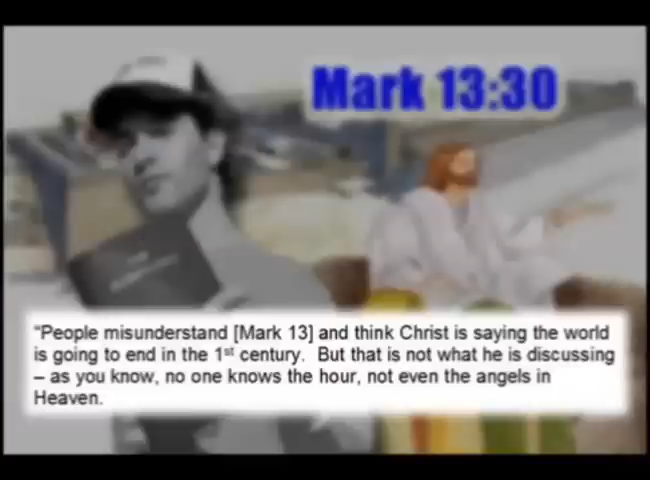 Mark 13:30
"People misunderstand [Mark 13] and think Christ is saying the world
is going to end in the 1st century. But that is not what he is discussing
– as you know, no one knows the hour, not even the angels in
Heaven.